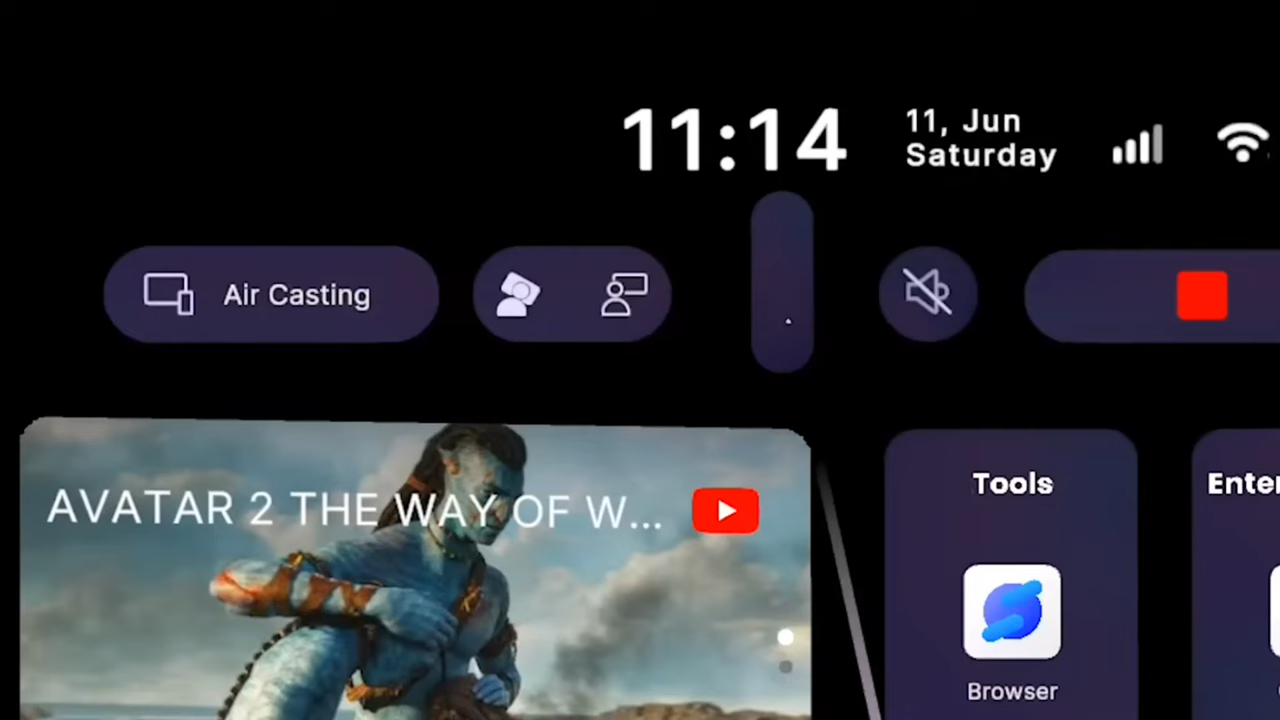 11:14
11, Jun
Saturday
Air Casting
AVATAR 2 THE WAY OF W...
Tools
Browser